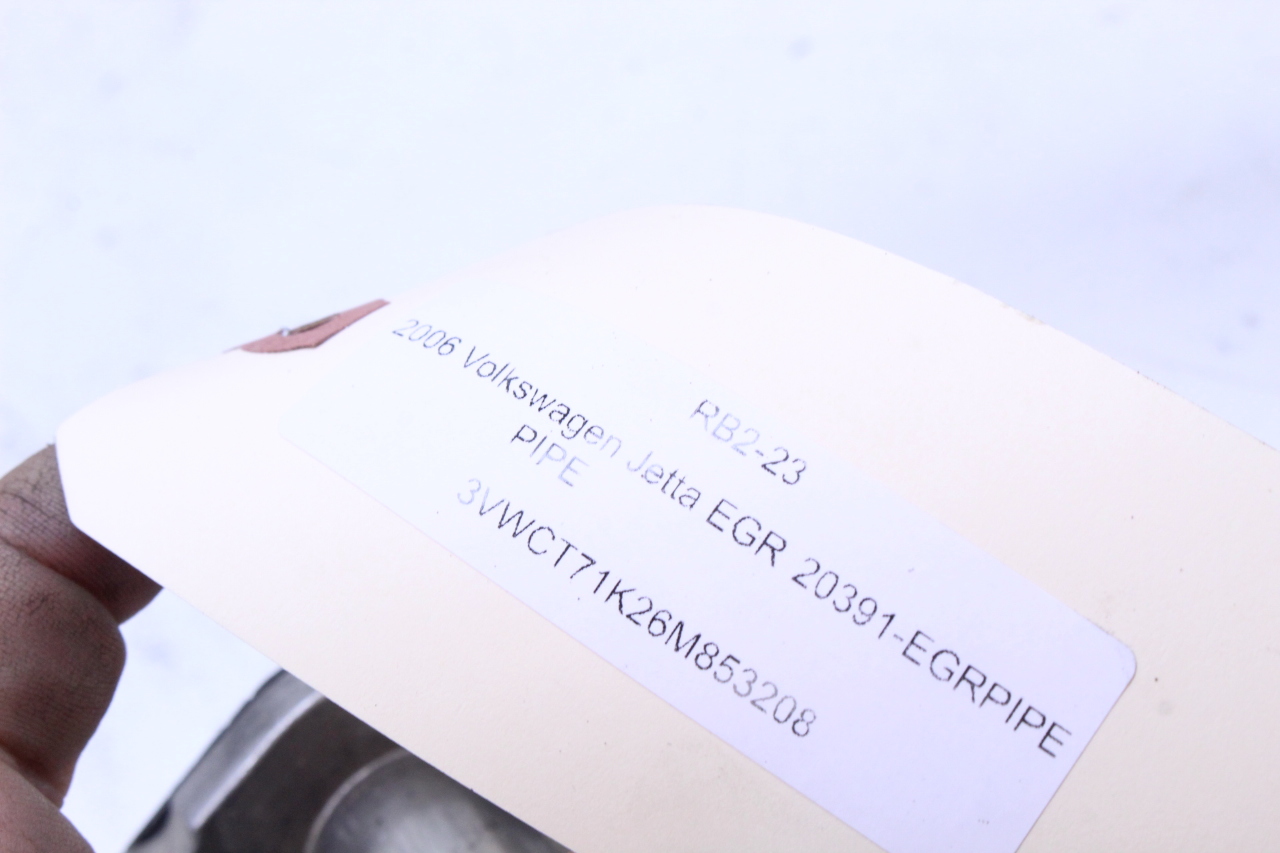 RB2-23
2006 Volkswagen Jetta EGR 20391-EGRPIPE
PIPE
3VWCT71K26M853208